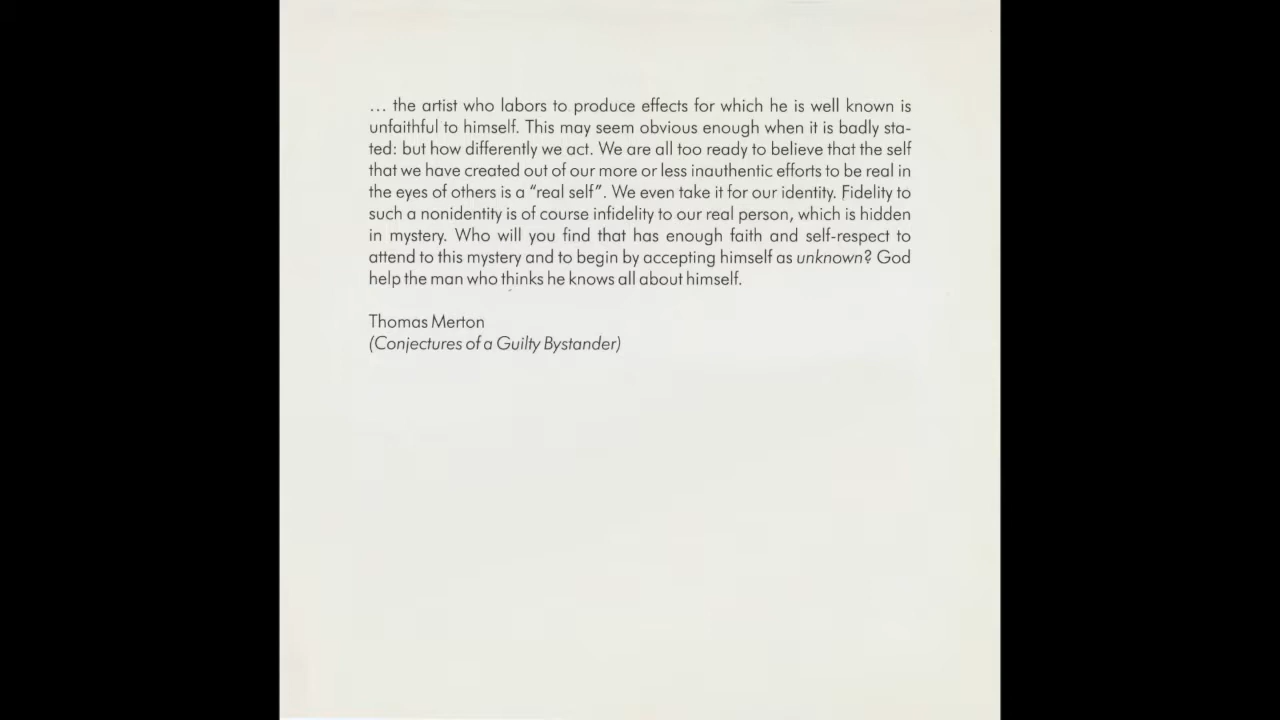 ... the artist who labors to produce effects for which he is well known is
unfaithful to himself. This may seem obvious enough when it is badly sta-
ted: but how differently we act. We are all too ready to believe that the self
that we have created out of our more or less inauthentic efforts to be real in
the eyes of others is a “real self”. We even take it for our identity. Fidelity to
such a nonidentity is of course infidelity to our real person, which is hidden
in mystery. Who will you find that has enough faith and self-respect to
attend to this mystery and to begin by accepting himself as unknown? God
help the man who thinks he knows all about himself.
Thomas Merton
(Conjectures of a Guilty Bystander)